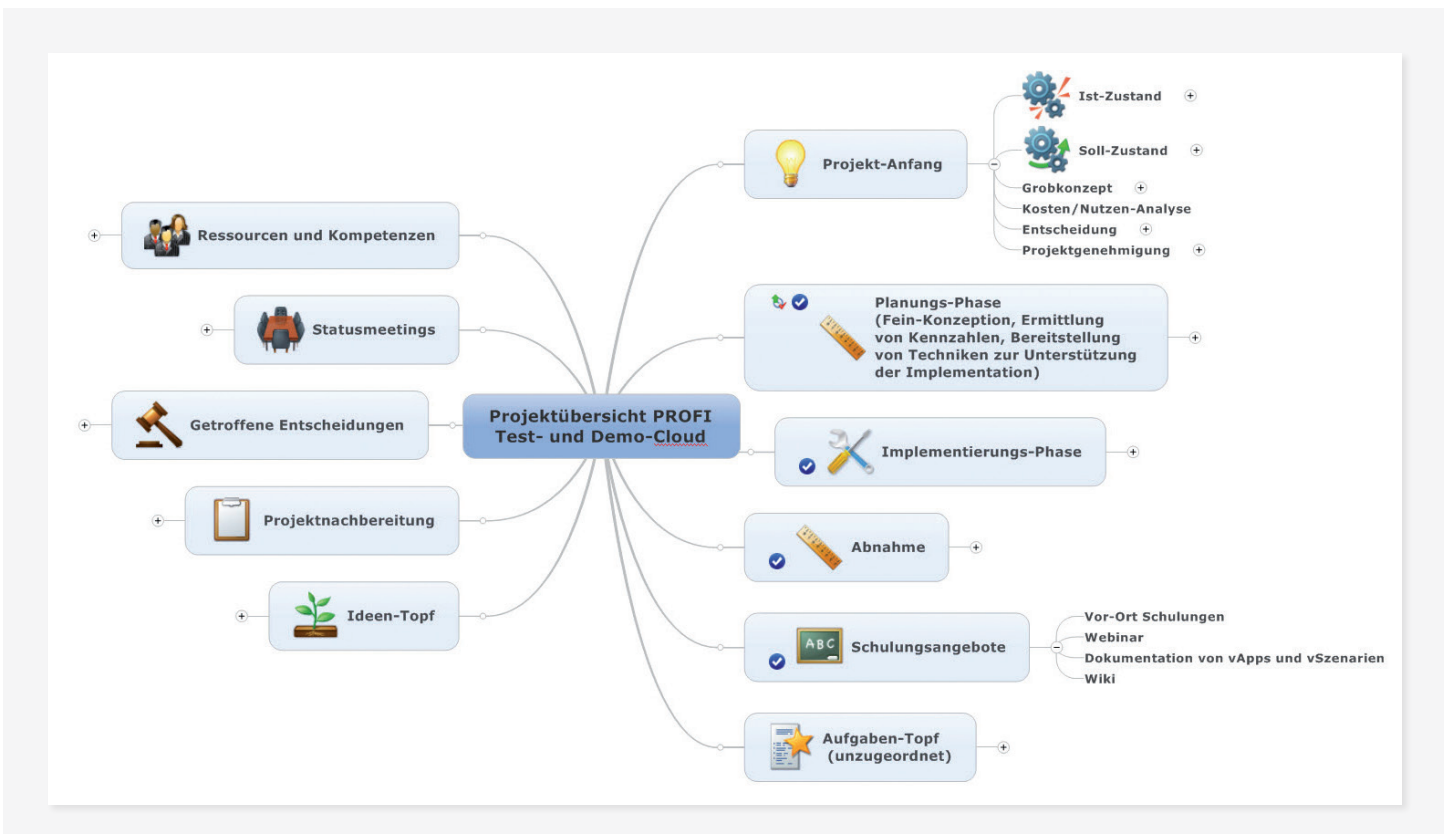 Projektübersicht PROFI
Test- und Demo-Cloud
Projekt-Anfang
Ist-Zustand
Soll-Zustand
Grobkonzept
Kosten/Nutzen-Analyse
Entscheidung
Projektgenehmigung
Planungs-Phase
(Fein-Konzeption, Ermittlung
von Kennzahlen, Bereitstellung
von Techniken zur Unterstützung
der Implementation)
Implementierungs-Phase
Abnahme
ABC
Schulungsangebote
Vor-Ort Schulungen
Webinar
Dokumentation von vApps und vSzenarien
Wiki
Aufgaben-Topf
(unzugeordnet)
Ressourcen und Kompetenzen
Statusmeetings
Getroffene Entscheidungen
Projektnachbereitung
Ideen-Topf